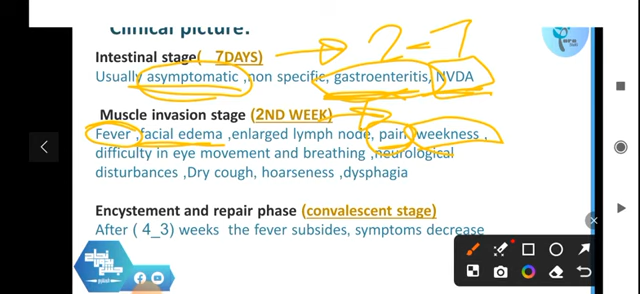 Clinical picture:
2 < 7
Intestinal stage( 7DAYS)
Usually asymptomatic ,non specific, gastroenteritis, NVDA
Muscle invasion stage (2ND WEEK)
Fever ,facial edema ,enlarged lymph node, pain, weekness ,
difficulty in eye movement and breathing ,neurological
disturbances ,Dry cough, hoarseness ,dysphagia
Encystement and repair phase (convalescent stage)
After ( 4_3) weeks the fever subsides, symptoms decrease